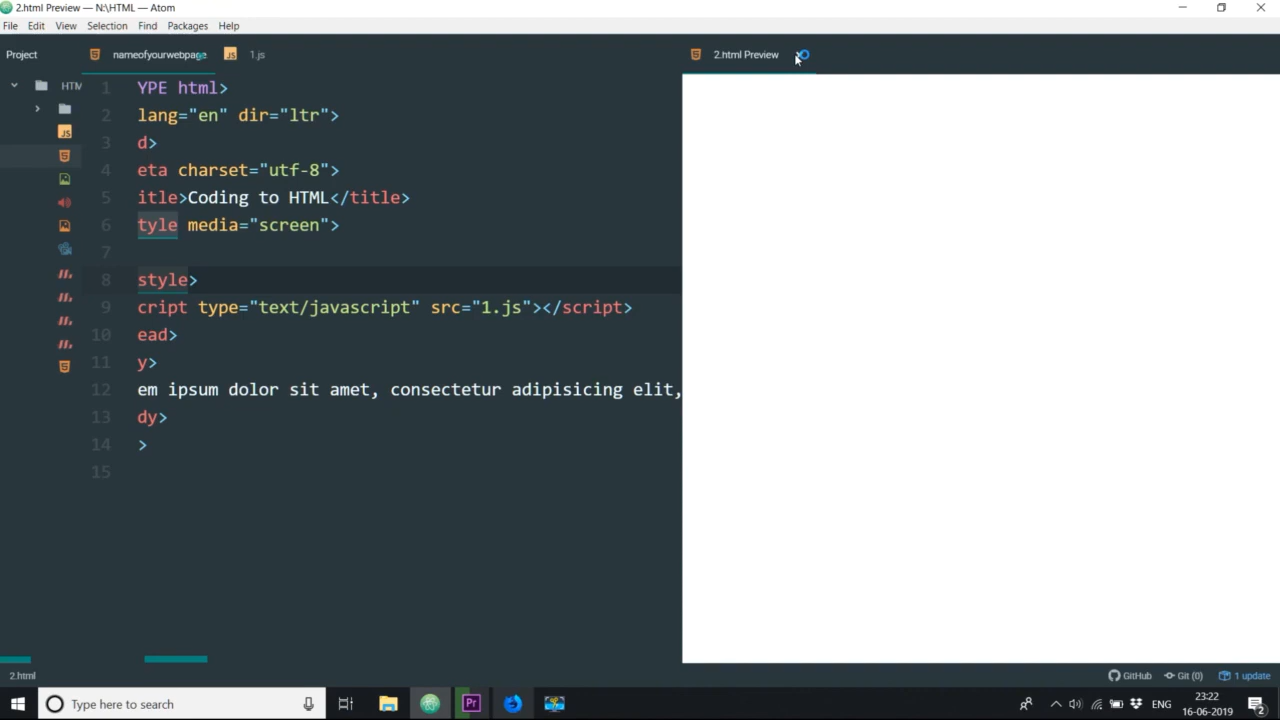 2.html Preview — N:\HTML — Atom
File Edit View Selection Find Packages Help
Project
nameofyourwebpage
1.js
2.html Preview
HTM
1 YPE html>
2 lang="en" dir="ltr">
3 d>
4 eta charset="utf-8">
5 itle>Coding to HTML</title>
6 tyle media="screen">
7
8 style>
9 cript type="text/javascript" src="1.js"></script>
10 ead>
11 y>
12 em ipsum dolor sit amet, consectetur adipisicing elit,
13 dy>
14 >
15
2.html
GitHub
Git (0)
1 update
Type here to search
Pr
ENG
23:22
16-06-2019
2